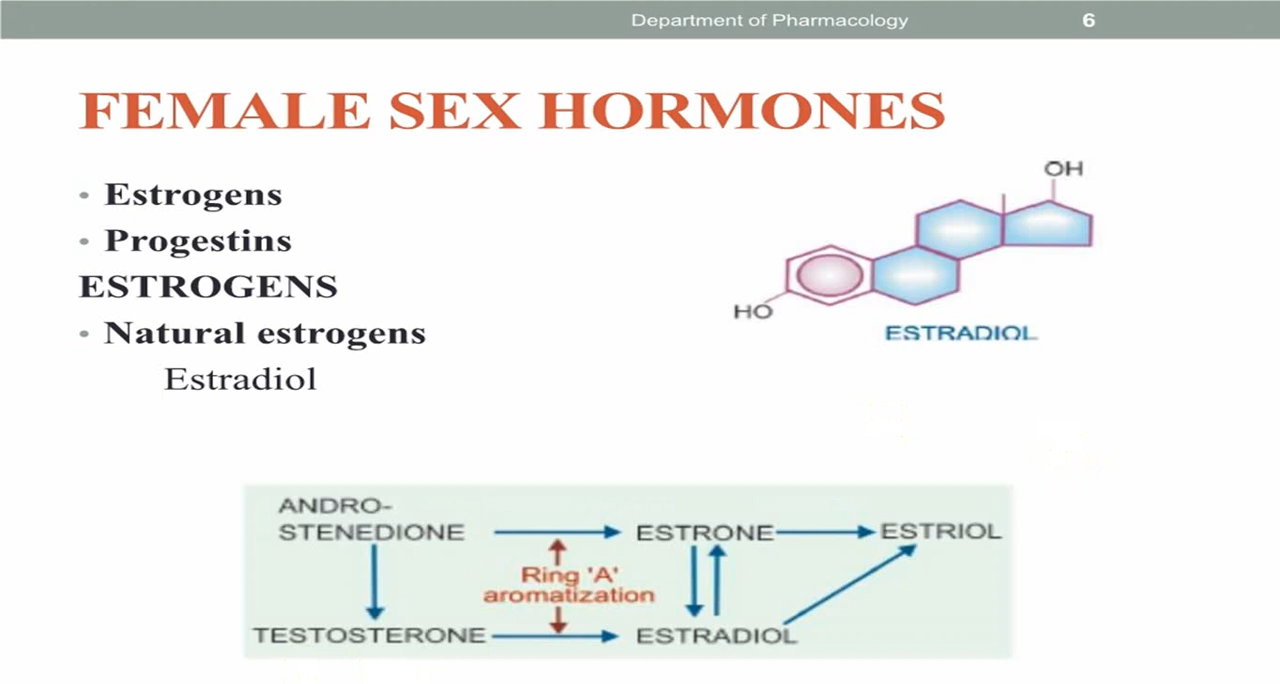 Department of Pharmacology 6
FEMALE SEX HORMONES
• Estrogens
• Progestins
ESTROGENS
• Natural estrogens
Estradiol
OH
HO
ESTRADIOL
ANDRO-
STENEDIONE
ESTRONE
ESTRIOL
Ring 'A'
aromatization
TESTOSTERONE
ESTRADIOL